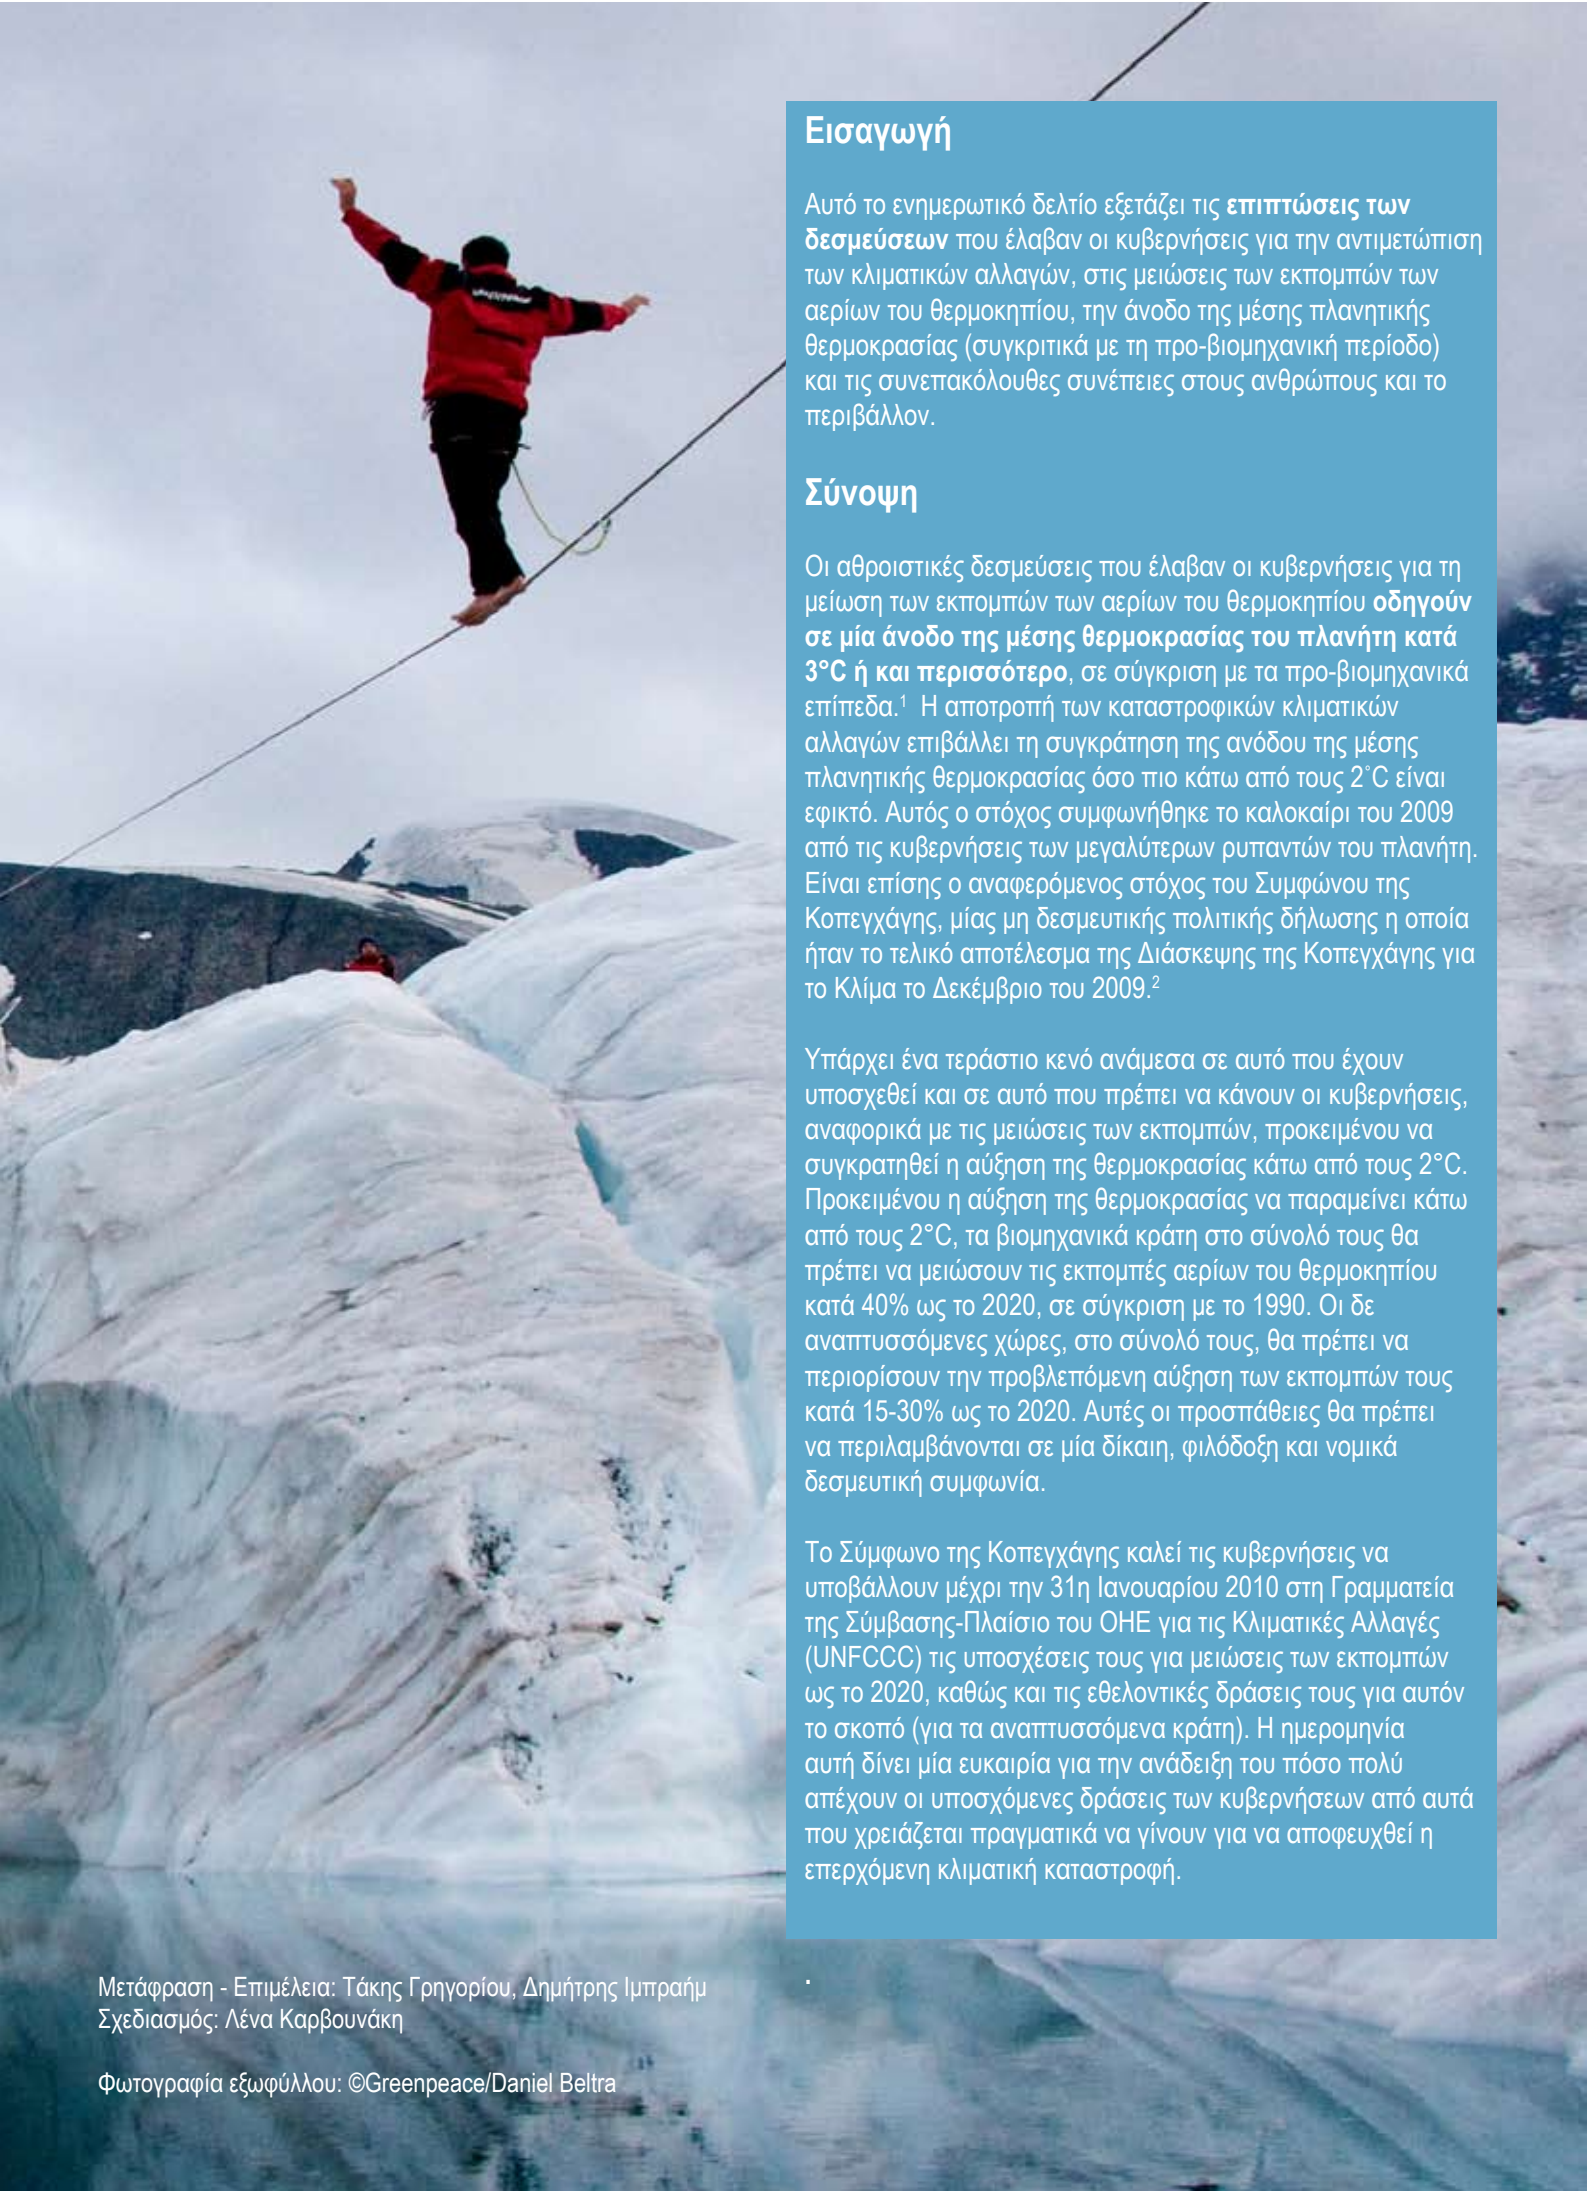 Εισαγωγή
Αυτό το ενημερωτικό δελτίο εξετάζει τις επιπτώσεις των
δεσμεύσεων που έλαβαν οι κυβερνήσεις για την αντιμετώπιση
των κλιματικών αλλαγών, στις μειώσεις των εκπομπών των
αερίων του θερμοκηπίου, την άνοδο της μέσης πλανητικής
θερμοκρασίας (συγκριτικά με τη προ-βιομηχανική περίοδο)
και τις συνεπακόλουθες συνέπειες στους ανθρώπους και το
περιβάλλον.
Σύνοψη
Οι αθροιστικές δεσμεύσεις που έλαβαν οι κυβερνήσεις για τη
μείωση των εκπομπών των αερίων του θερμοκηπίου οδηγούν
σε μία άνοδο της μέσης θερμοκρασίας του πλανήτη κατά
3°C ή και περισσότερο, σε σύγκριση με τα προ-βιομηχανικά
επίπεδα.1 Η αποτροπή των καταστροφικών κλιματικών
αλλαγών επιβάλλει τη συγκράτηση της ανόδου της μέσης
πλανητικής θερμοκρασίας όσο πιο κάτω από τους 2˚C είναι
εφικτό. Αυτός ο στόχος συμφωνήθηκε το καλοκαίρι του 2009
από τις κυβερνήσεις των μεγαλύτερων ρυπαντών του πλανήτη.
Είναι επίσης ο αναφερόμενος στόχος του Συμφώνου της
Κοπεγχάγης, μίας μη δεσμευτικής πολιτικής δήλωσης η οποία
ήταν το τελικό αποτέλεσμα της Διάσκεψης της Κοπεγχάγης για
το Κλίμα το Δεκέμβριο του 2009.2
Υπάρχει ένα τεράστιο κενό ανάμεσα σε αυτό που έχουν
υποσχεθεί και σε αυτό που πρέπει να κάνουν οι κυβερνήσεις,
αναφορικά με τις μειώσεις των εκπομπών, προκειμένου να
συγκρατηθεί η αύξηση της θερμοκρασίας κάτω από τους 2°C.
Προκειμένου η αύξηση της θερμοκρασίας να παραμείνει κάτω
από τους 2°C, τα βιομηχανικά κράτη στο σύνολό τους θα
πρέπει να μειώσουν τις εκπομπές αερίων του θερμοκηπίου
κατά 40% ως το 2020, σε σύγκριση με το 1990. Οι δε
αναπτυσσόμενες χώρες, στο σύνολό τους, θα πρέπει να
περιορίσουν την προβλεπόμενη αύξηση των εκπομπών τους
κατά 15-30% ως το 2020. Αυτές οι προσπάθειες θα πρέπει
να περιλαμβάνονται σε μία δίκαιη, φιλόδοξη και νομικά
δεσμευτική συμφωνία.
Το Σύμφωνο της Κοπεγχάγης καλεί τις κυβερνήσεις να
υποβάλλουν μέχρι την 31η Ιανουαρίου 2010 στη Γραμματεία
της Σύμβασης-Πλαίσιο του ΟΗΕ για τις Κλιματικές Αλλαγές
(UNFCCC) τις υποσχέσεις τους για μειώσεις των εκπομπών
ως το 2020, καθώς και τις εθελοντικές δράσεις τους για αυτόν
το σκοπό (για τα αναπτυσσόμενα κράτη). Η ημερομηνία
αυτή δίνει μία ευκαιρία για την ανάδειξη του πόσο πολύ
απέχουν οι υποσχόμενες δράσεις των κυβερνήσεων από αυτά
που χρειάζεται πραγματικά να γίνουν για να αποφευχθεί η
επερχόμενη κλιματική καταστροφή.
.
Μετάφραση - Επιμέλεια: Τάκης Γρηγορίου, Δημήτρης Ιμπραήμ
Σχεδιασμός: Λένα Καρβουνάκη
Φωτογραφία εξωφύλλου: ©Greenpeace/Daniel Beltra